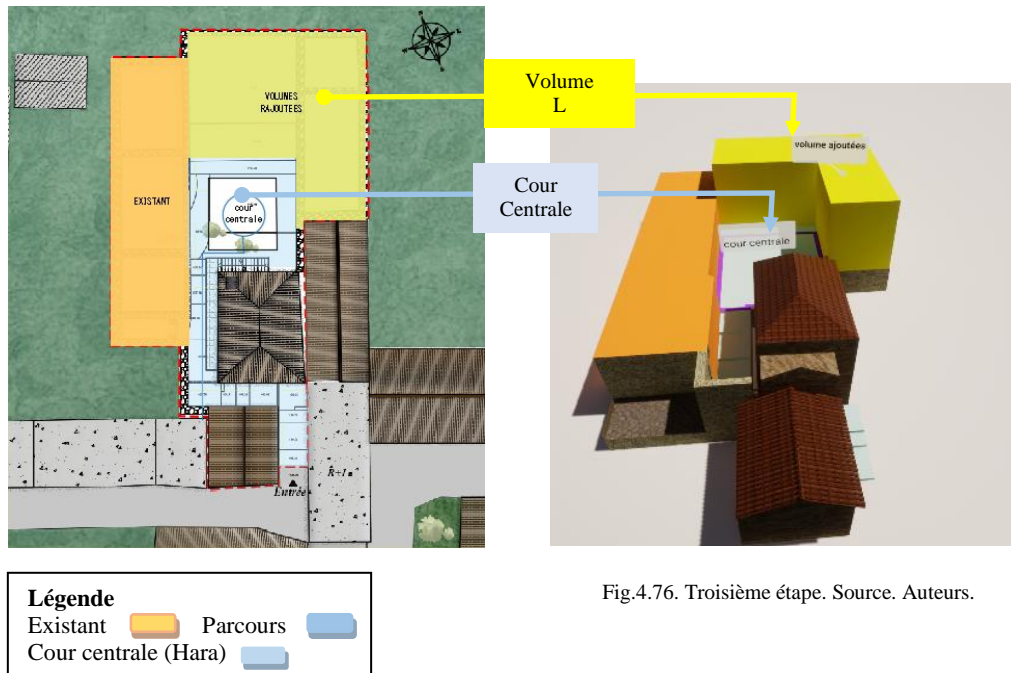 VOLUMES
RAJOUTEES
EXISTANT
cour
centrale
R+1
Entrée
Volume
L
Cour
Centrale
volume ajoutées
cour centrale
Légende
Existant Parcours
Cour centrale (Hara)
Fig.4.76. Troisième étape. Source. Auteurs.